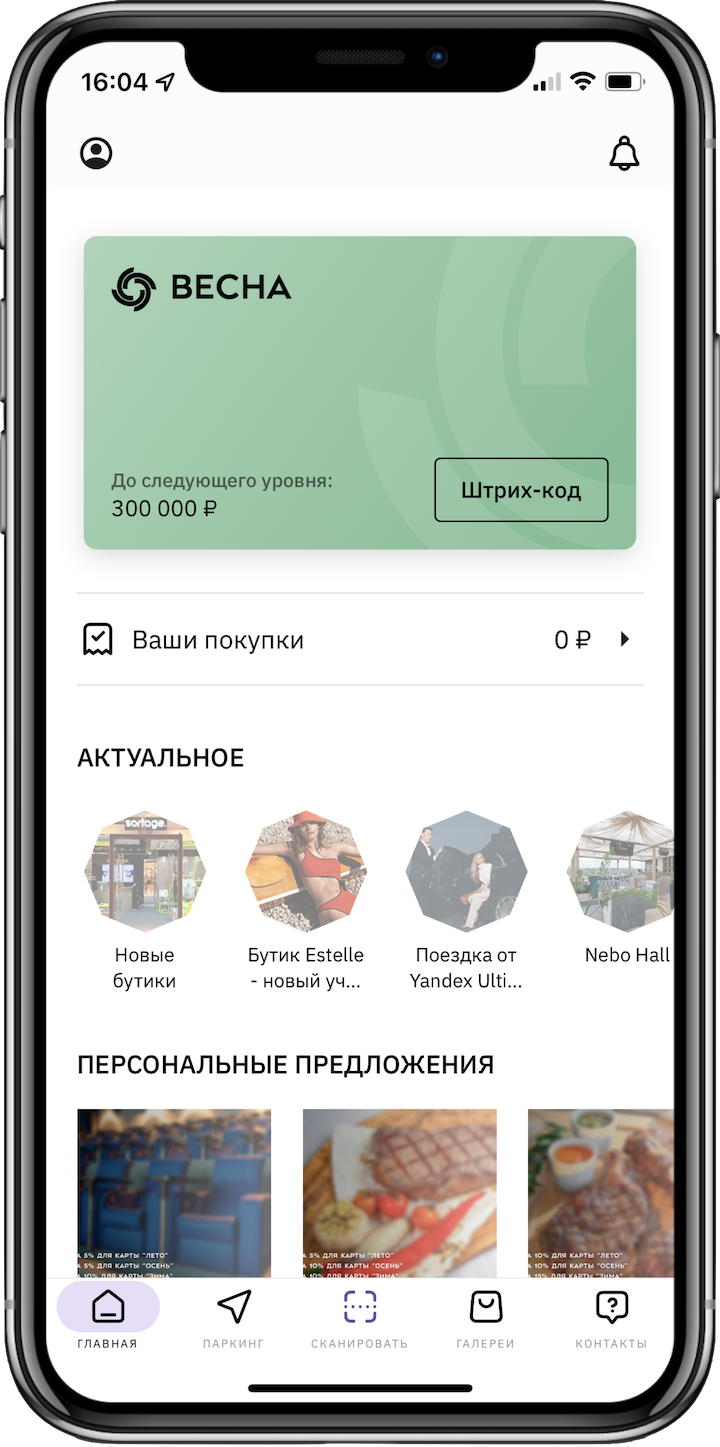 16:04
ВЕСНА
До следующего уровня:
300 000 ₽
Штрих-код
Ваши покупки
0 ₽
АКТУАЛЬНОЕ
sortage.
Новые
бутики
Бутик Estelle
- новый уч...
Поездка от
Yandex Ulti...
Nebo Hall
ПЕРСОНАЛЬНЫЕ ПРЕДЛОЖЕНИЯ
А 5% ДЛЯ КАРТЫ "ЛЕТО"
А 5% ДЛЯ КАРТЫ "ОСЕНЬ"
А 10% ДЛЯ КАРТЫ "ЗИМА"
А 5% ДЛЯ КАРТЫ "ЛЕТО"
А 10% ДЛЯ КАРТЫ "ОСЕНЬ"
А 10% ДЛЯ КАРТЫ "ЗИМА"
А 10% ДЛЯ КАРТЫ "ЛЕТО"
А 10% ДЛЯ КАРТЫ "ОСЕНЬ"
А 15% ДЛЯ КАРТЫ "ЗИМА"
ГЛАВНАЯ
ПАРКИНГ
СКАНИРОВАТЬ
ГАЛЕРЕИ
КОНТАКТЫ